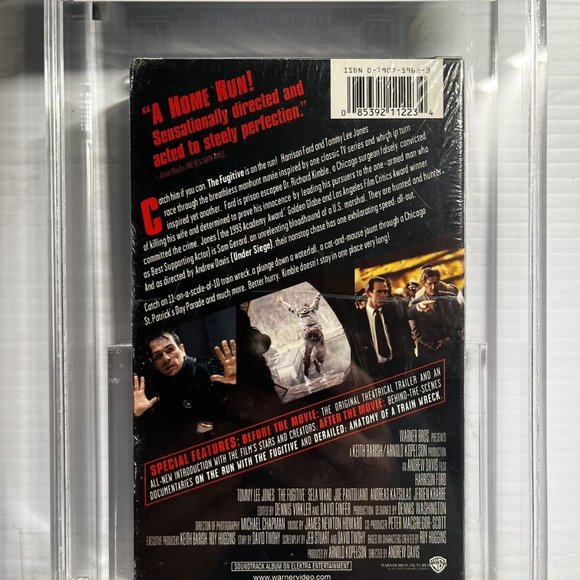 ISBN 0-7907-3963-3
0 85392 11223 4
“A HOME RUN!
Sensationally directed and
acted to steely perfection.”
—Janet Maslin, THE NEW YORK TIMES
Catch him if you can. The Fugitive is on the run! Harrison Ford and Tommy Lee Jones
race through the breathless manhunt movie inspired by one classic TV series and which in turn
inspired yet another. Ford is prison escapee Dr. Richard Kimble, a Chicago surgeon falsely convicted
of killing his wife and determined to prove his innocence by leading his pursuers to the one-armed man who
committed the crime. Jones (the 1993 Academy Award, Golden Globe and Los Angeles Film Critics Award winner
as Best Supporting Actor) is Sam Gerard, an unrelenting bloodhound of a U.S. marshal. They are hunted and hunter.
And as directed by Andrew Davis (Under Siege), their nonstop chase has one exhilarating speed: all-out.
Catch an 11-on-a-scale-of-10 train wreck, a plunge down a waterfall, a cat-and-mouse jaunt through a Chicago
St. Patrick's Day Parade and much more. Better hurry. Kimble doesn't stay in one place very long!
SPECIAL FEATURES: BEFORE THE MOVIE: THE ORIGINAL THEATRICAL TRAILER AND AN
ALL-NEW INTRODUCTION WITH THE FILM'S STARS AND CREATORS. AFTER THE MOVIE: BEHIND-THE-SCENES
DOCUMENTARIES ON THE RUN WITH THE FUGITIVE AND DERAILED: ANATOMY OF A TRAIN WRECK.
WARNER BROS. PRESENTS
A KEITH BARISH/ARNOLD KOPELSON PRODUCTION
AN ANDREW DAVIS FILM
HARRISON FORD
TOMMY LEE JONES THE FUGITIVE SELA WARD JOE PANTOLIANO ANDREAS KATSULAS JEROEN KRABBÉ
EDITED BY DENNIS VIRKLER AND DAVID FINFER PRODUCTION DESIGNED BY DENNIS WASHINGTON
DIRECTOR OF PHOTOGRAPHY MICHAEL CHAPMAN MUSIC BY JAMES NEWTON HOWARD CO-PRODUCER PETER MACGREGOR-SCOTT
EXECUTIVE PRODUCERS KEITH BARISH ROY HUGGINS STORY BY DAVID TWOHY SCREENPLAY BY JEB STUART AND DAVID TWOHY BASED ON CHARACTERS CREATED BY ROY HUGGINS
PRODUCED BY ARNOLD KOPELSON DIRECTED BY ANDREW DAVIS
SOUNDTRACK ALBUM ON ELEKTRA ENTERTAINMENT
www.warnervideo.com